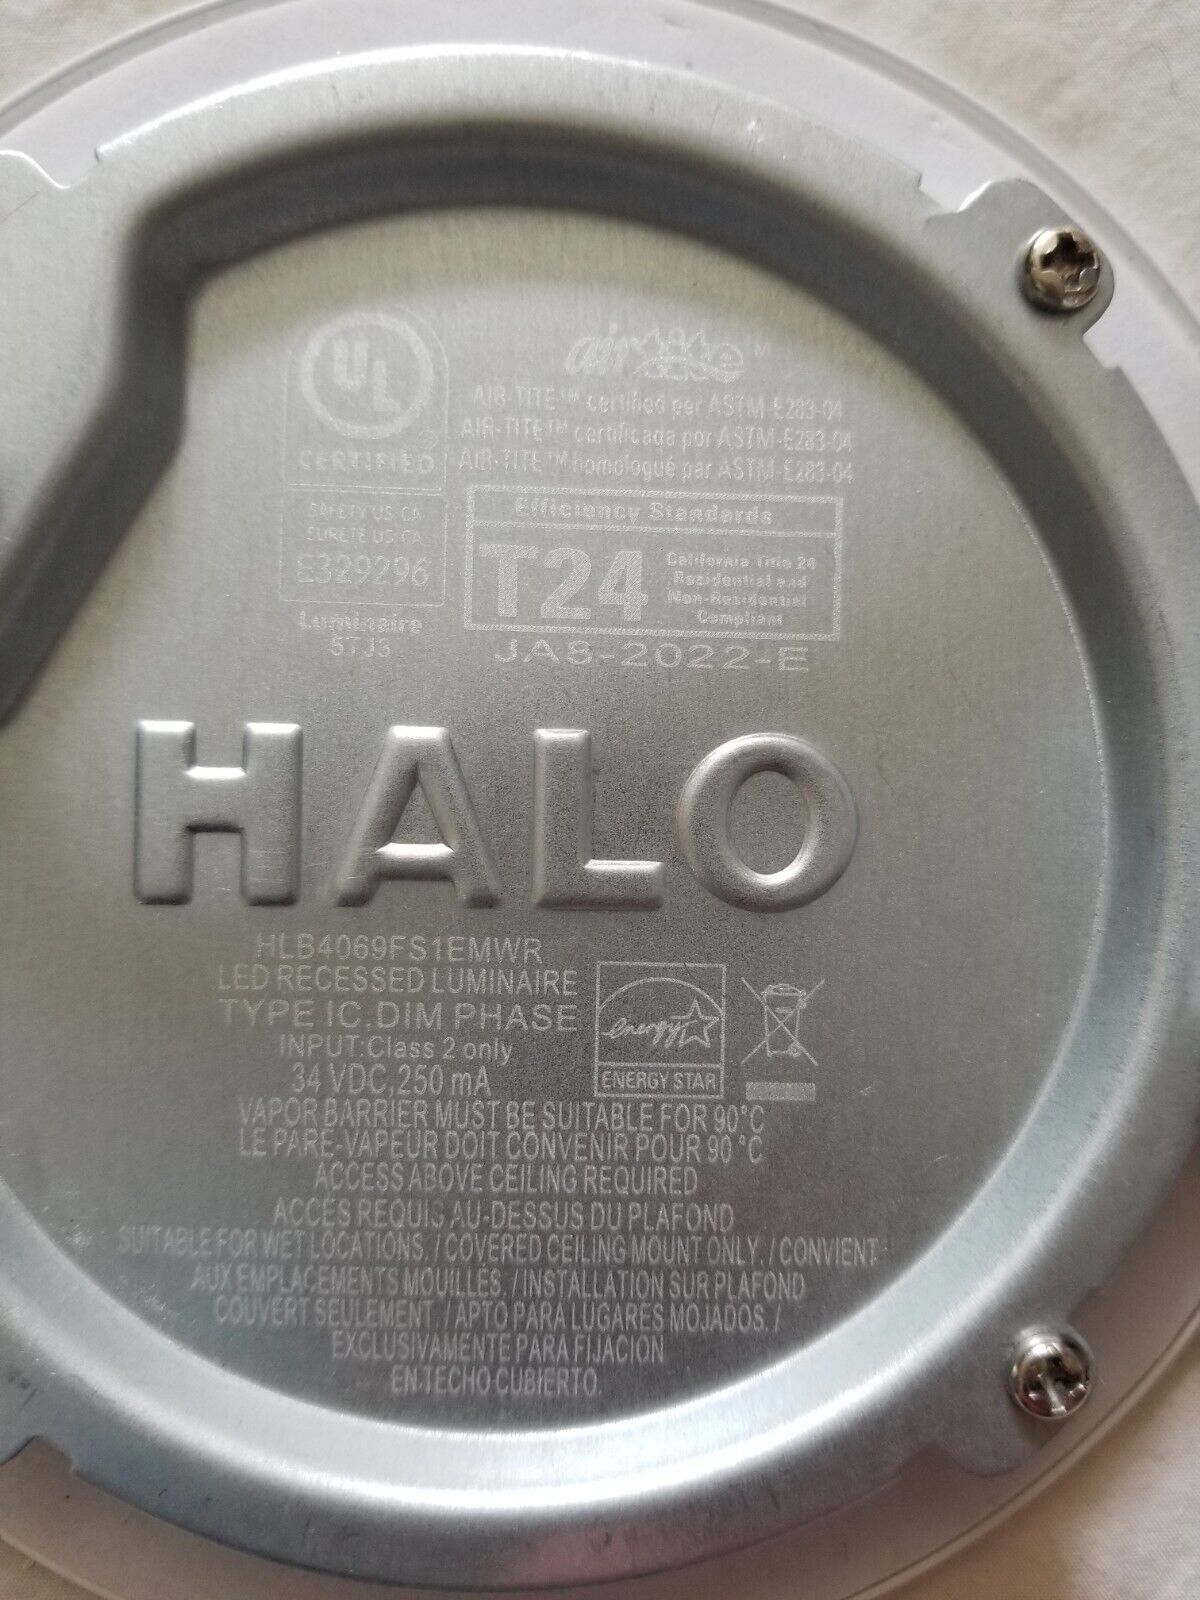 UL
®
CERTIFIED
SAFETY US CA
SURETE US CA
E329296
Luminaire
57J3
air tite™
AIR-TITE™ certified per ASTM-E283-04
AIR-TITE™ certificada por ASTM-E283-04
AIR-TITE™ homologué par ASTM-E283-04
Efficiency Standards
T24
California Title 24
Residential and
Non-Residential
Compliant
JA8-2022-E
HALO
HLB4069FS1EMWR
LED RECESSED LUMINAIRE
TYPE IC,DIM PHASE
INPUT:Class 2 only
34 VDC,250 mA
energy
ENERGY STAR
VAPOR BARRIER MUST BE SUITABLE FOR 90°C
LE PARE-VAPEUR DOIT CONVENIR POUR 90 °C
ACCESS ABOVE CEILING REQUIRED
ACCES REQUIS AU-DESSUS DU PLAFOND
SUITABLE FOR WET LOCATIONS. / COVERED CEILING MOUNT ONLY. / CONVIENT
AUX EMPLACEMENTS MOUILLES. / INSTALLATION SUR PLAFOND
COUVERT SEULEMENT. / APTO PARA LUGARES MOJADOS. /
EXCLUSIVAMENTE PARA FIJACION
EN TECHO CUBIERTO.